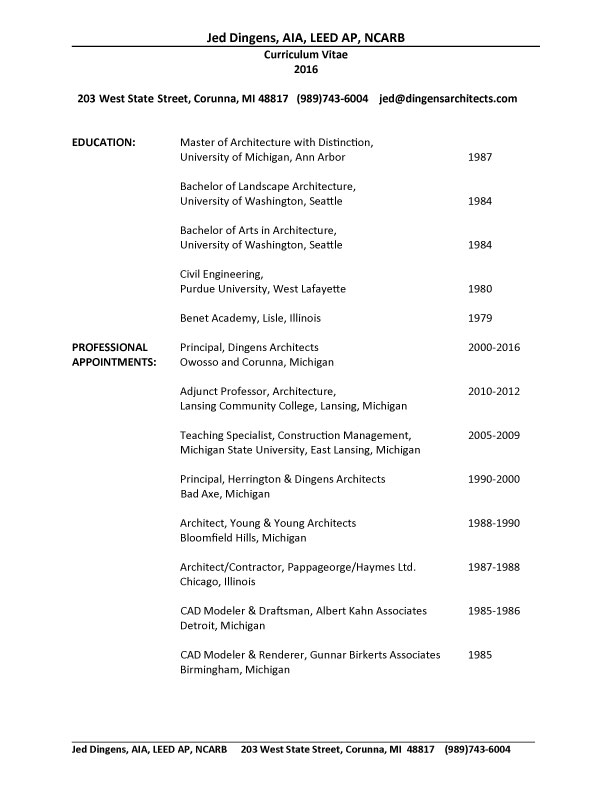 Jed Dingens, AIA, LEED AP, NCARB
Curriculum Vitae
2016
203 West State Street, Corunna, MI 48817 (989)743-6004 jed@dingensarchitects.com
EDUCATION: Master of Architecture with Distinction,
University of Michigan, Ann Arbor 1987
Bachelor of Landscape Architecture,
University of Washington, Seattle 1984
Bachelor of Arts in Architecture,
University of Washington, Seattle 1984
Civil Engineering,
Purdue University, West Lafayette 1980
Benet Academy, Lisle, Illinois 1979
PROFESSIONAL Principal, Dingens Architects 2000-2016
APPOINTMENTS: Owosso and Corunna, Michigan
Adjunct Professor, Architecture, 2010-2012
Lansing Community College, Lansing, Michigan
Teaching Specialist, Construction Management, 2005-2009
Michigan State University, East Lansing, Michigan
Principal, Herrington & Dingens Architects 1990-2000
Bad Axe, Michigan
Architect, Young & Young Architects 1988-1990
Bloomfield Hills, Michigan
Architect/Contractor, Pappageorge/Haymes Ltd. 1987-1988
Chicago, Illinois
CAD Modeler & Draftsman, Albert Kahn Associates 1985-1986
Detroit, Michigan
CAD Modeler & Renderer, Gunnar Birkerts Associates 1985
Birmingham, Michigan
Jed Dingens, AIA, LEED AP, NCARB 203 West State Street, Corunna, MI 48817 (989)743-6004